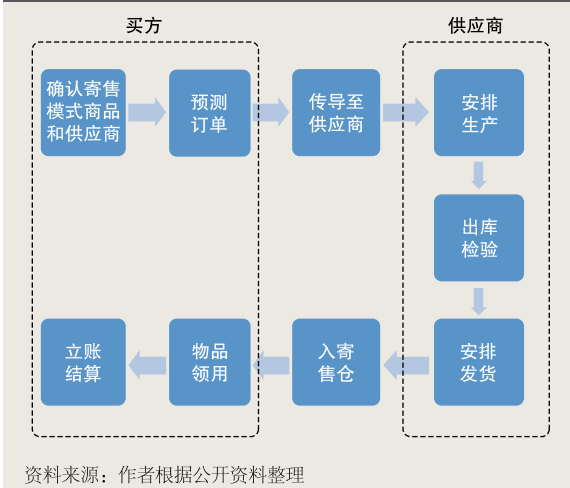 买方
供应商
确认寄售
模式商品
和供应商
预测
订单
传导至
供应商
安排
生产
出库
检验
安排
发货
入寄
售仓
物品
领用
立账
结算
资料来源：作者根据公开资料整理